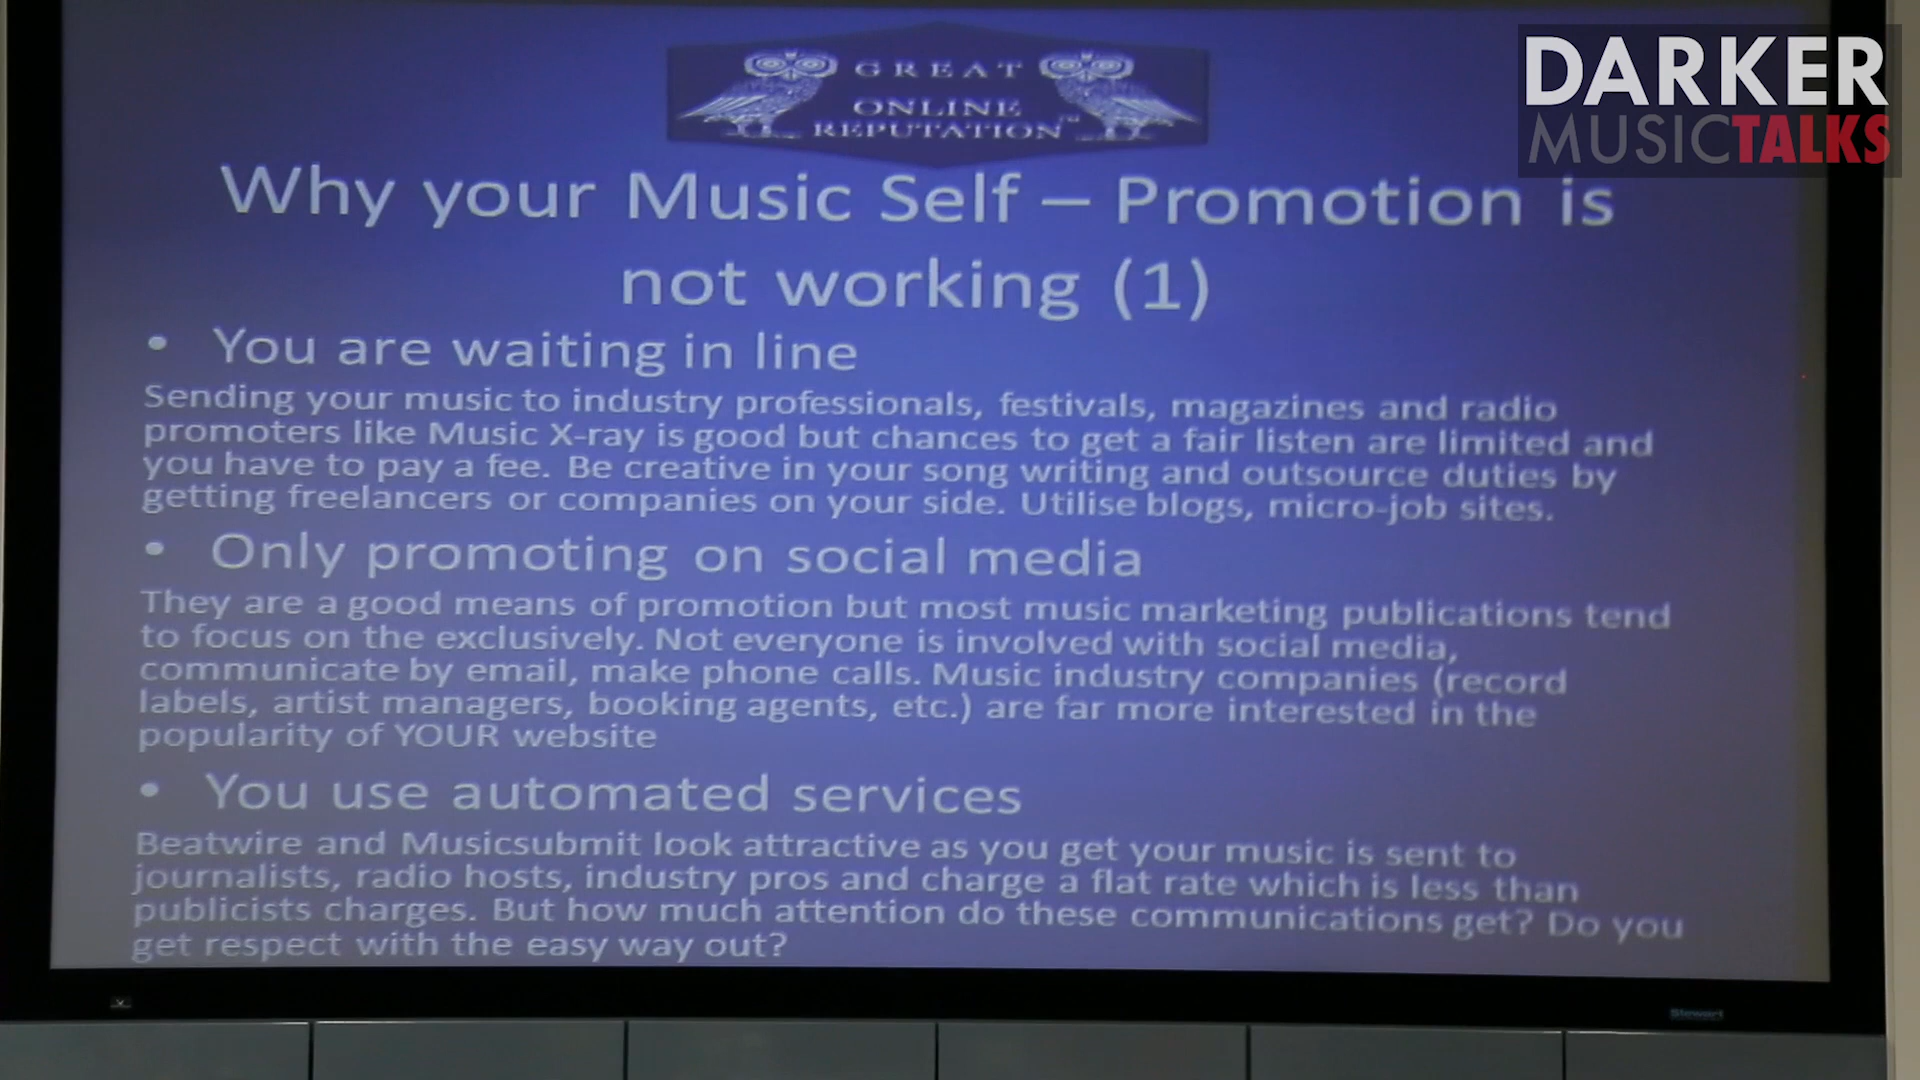 GREAT
ONLINE
REPUTATION™
DARKER
MUSICTALKS
Why your Music Self – Promotion is
not working (1)
• You are waiting in line
Sending your music to industry professionals, festivals, magazines and radio
promoters like Music X-ray is good but chances to get a fair listen are limited and
you have to pay a fee. Be creative in your song writing and outsource duties by
getting freelancers or companies on your side. Utilise blogs, micro-job sites.
• Only promoting on social media
They are a good means of promotion but most music marketing publications tend
to focus on the exclusively. Not everyone is involved with social media,
communicate by email, make phone calls. Music industry companies (record
labels, artist managers, booking agents, etc.) are far more interested in the
popularity of YOUR website
• You use automated services
Beatwire and Musicsubmit look attractive as you get your music is sent to
journalists, radio hosts, industry pros and charge a flat rate which is less than
publicists charges. But how much attention do these communications get? Do you
get respect with the easy way out?
Stewart